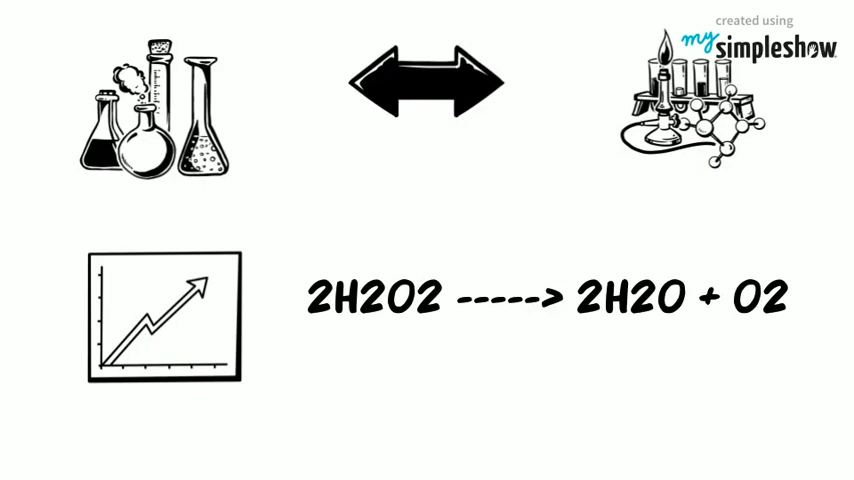 created using
my simpleshow
2H2O2 -----> 2H2O + O2